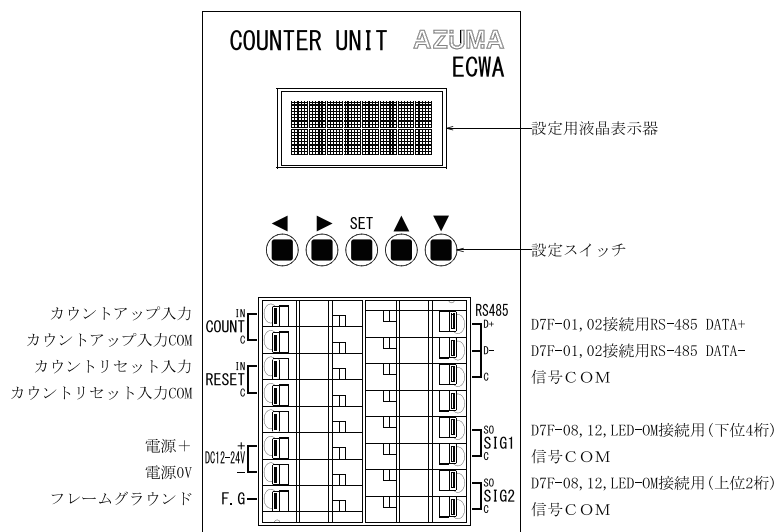 COUNTER UNIT AZUMA
ECWA
設定用液晶表示器
◀ ▶ SET ▲ ▼
設定スイッチ
カウントアップ入力
カウントアップ入力COM
カウントリセット入力
カウントリセット入力COM
電源＋
電源0V
フレームグラウンド
IN
COUNT
C
IN
RESET
C
+
DC12-24V
-
F.G
RS485
D+
D-
C
SO
SIG1
C
SO
SIG2
C
D7F-01,02接続用RS-485 DATA+
D7F-01,02接続用RS-485 DATA-
信号ＣＯＭ
D7F-08,12,LED-OM接続用(下位4桁)
信号ＣＯＭ
D7F-08,12,LED-OM接続用(上位2桁)
信号ＣＯＭ